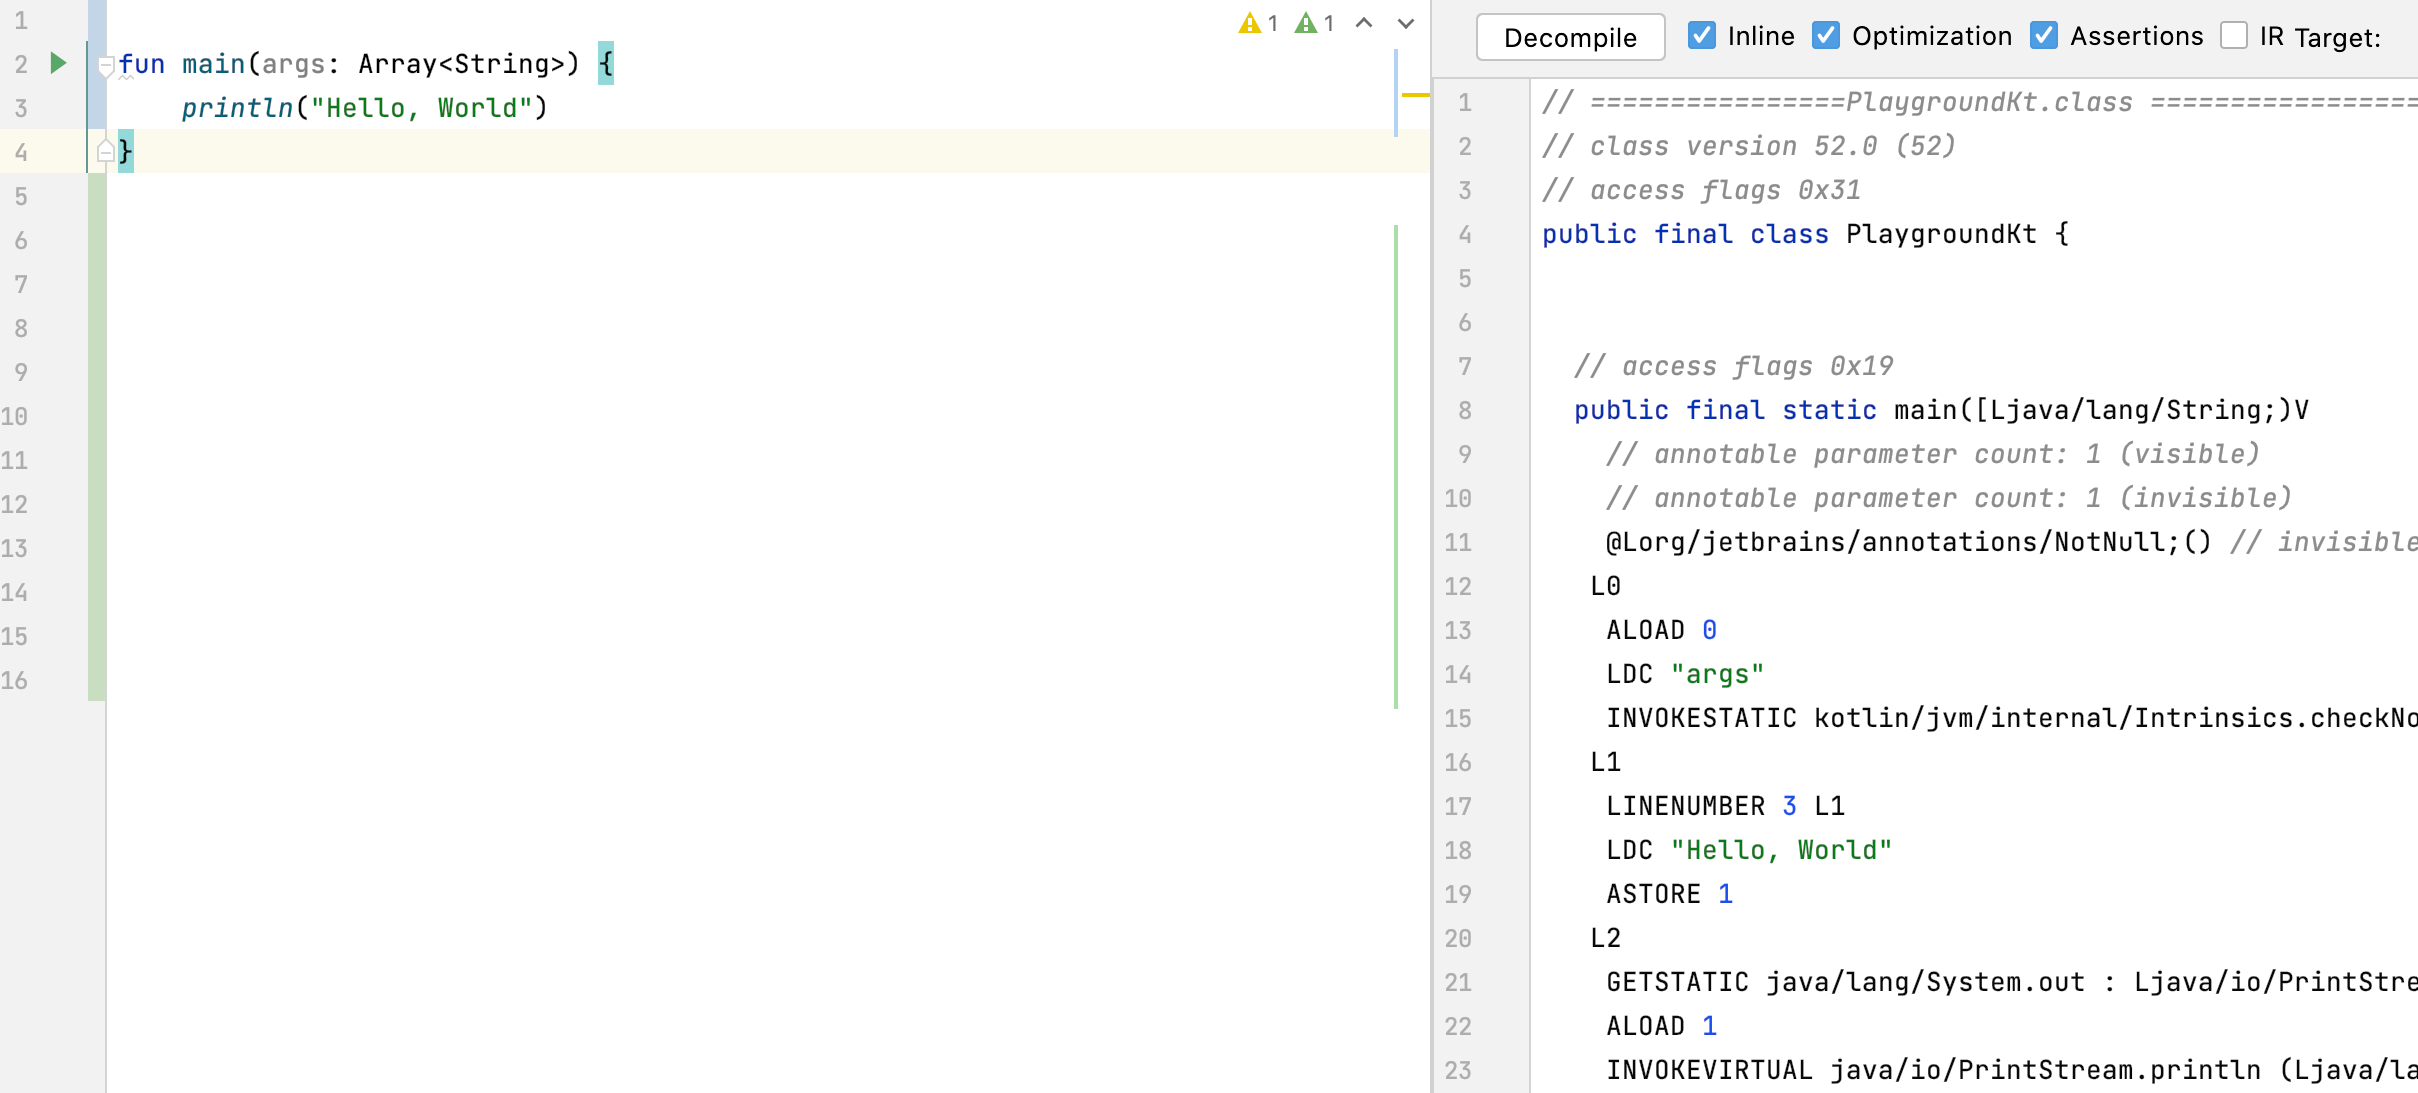 1
2 fun main(args: Array<String>) {
3 println("Hello, World")
4 }
5
6
7
8
9
10
11
12
13
14
15
16
1 1
Decompile Inline Optimization Assertions IR Target:
1 // ================PlaygroundKt.class =================
2 // class version 52.0 (52)
3 // access flags 0x31
4 public final class PlaygroundKt {
5
6
7 // access flags 0x19
8 public final static main([Ljava/lang/String;)V
9 // annotable parameter count: 1 (visible)
10 // annotable parameter count: 1 (invisible)
11 @Lorg/jetbrains/annotations/NotNull;() // invisible
12 L0
13 ALOAD 0
14 LDC "args"
15 INVOKESTATIC kotlin/jvm/internal/Intrinsics.checkNo
16 L1
17 LINENUMBER 3 L1
18 LDC "Hello, World"
19 ASTORE 1
20 L2
21 GETSTATIC java/lang/System.out : Ljava/io/PrintStre
22 ALOAD 1
23 INVOKEVIRTUAL java/io/PrintStream.println (Ljava/la